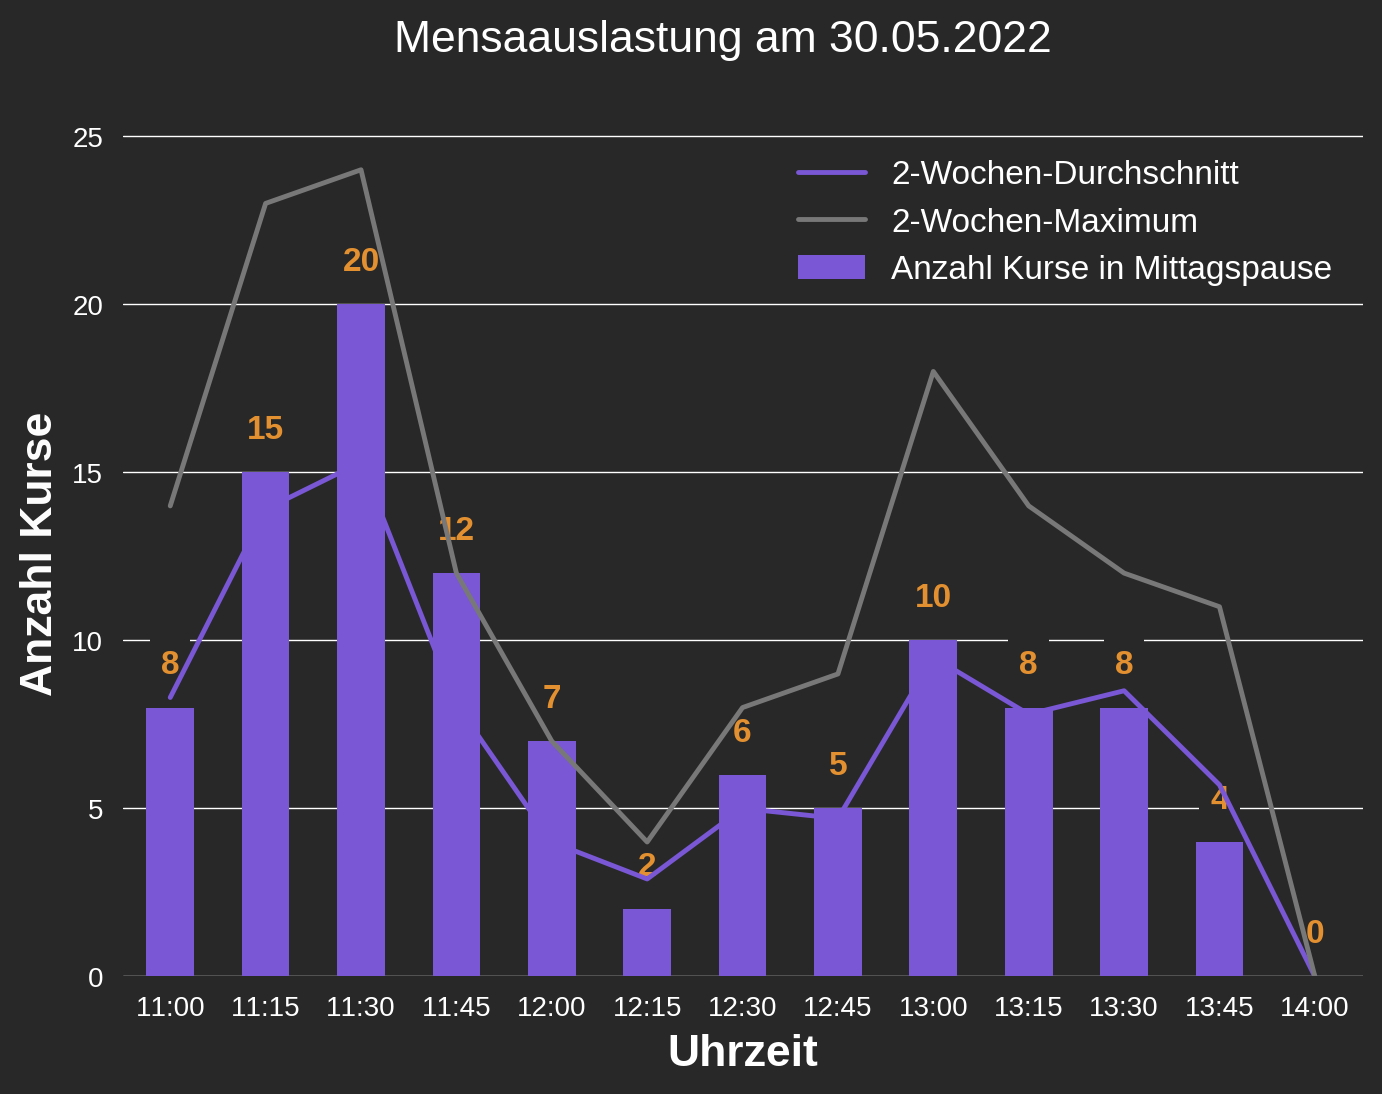 Mensaauslastung am 30.05.2022
25
20
15
10
5
0
Anzahl Kurse
2-Wochen-Durchschnitt
2-Wochen-Maximum
Anzahl Kurse in Mittagspause
8
15
20
12
7
2
6
5
10
8
8
4
0
11:00 11:15 11:30 11:45 12:00 12:15 12:30 12:45 13:00 13:15 13:30 13:45 14:00
Uhrzeit